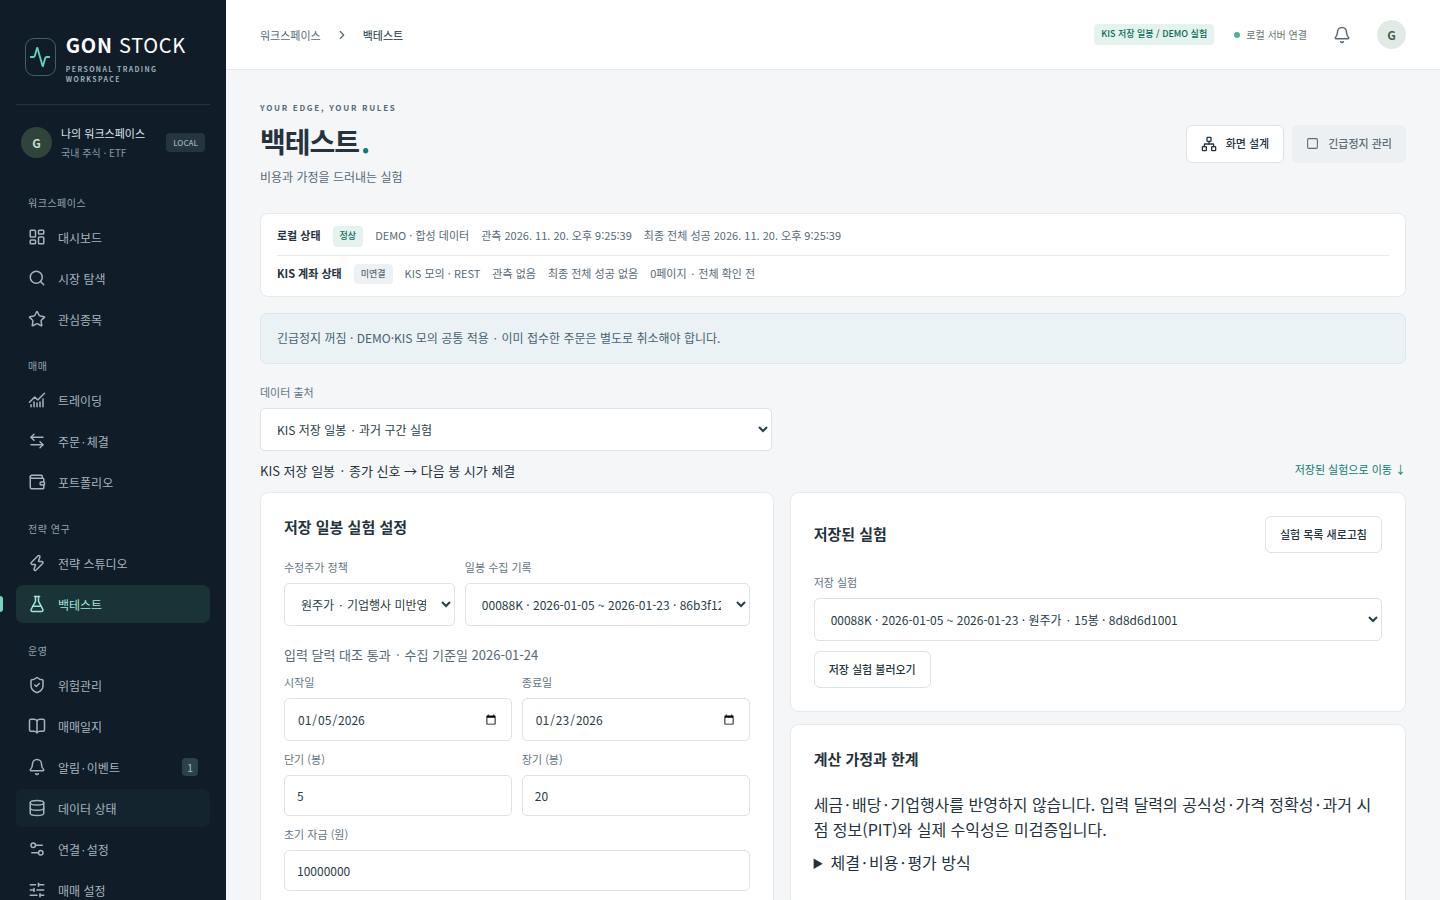 GON STOCK
PERSONAL TRADING
WORKSPACE
G
나의 워크스페이스
국내 주식 · ETF
LOCAL
워크스페이스
대시보드
시장 탐색
관심종목
매매
트레이딩
주문·체결
포트폴리오
전략 연구
전략 스튜디오
백테스트
운영
위험관리
매매일지
알림·이벤트
1
데이터 상태
연결·설정
매매 설정
워크스페이스 > 백테스트
KIS 저장 일봉 / DEMO 실험
로컬 서버 연결
G
YOUR EDGE, YOUR RULES
백테스트.
비용과 가정을 드러내는 실험
화면 설계
긴급정지 관리
로컬 상태 정상 DEMO · 합성 데이터 관측 2026. 11. 20. 오후 9:25:39 최종 전체 성공 2026. 11. 20. 오후 9:25:39
KIS 계좌 상태 미연결 KIS 모의 · REST 관측 없음 최종 전체 성공 없음 0페이지 · 전체 확인 전
긴급정지 꺼짐 · DEMO·KIS 모의 공통 적용 · 이미 접수한 주문은 별도로 취소해야 합니다.
데이터 출처
KIS 저장 일봉 · 과거 구간 실험
KIS 저장 일봉 · 종가 신호 → 다음 봉 시가 체결
저장된 실험으로 이동 ↓
저장 일봉 실험 설정
수정주가 정책
일봉 수집 기록
원주가 · 기업행사 미반영
00088K · 2026-01-05 ~ 2026-01-23 · 86b3f12
입력 달력 대조 통과 · 수집 기준일 2026-01-24
시작일
종료일
01/05/2026
01/23/2026
단기 (봉)
장기 (봉)
5
20
초기 자금 (원)
10000000
저장된 실험
실험 목록 새로고침
저장 실험
00088K · 2026-01-05 ~ 2026-01-23 · 원주가 · 15봉 · 8d8d6d1001
저장 실험 불러오기
계산 가정과 한계
세금·배당·기업행사를 반영하지 않습니다. 입력 달력의 공식성·가격 정확성·과거 시
점 정보(PIT)와 실제 수익성은 미검증입니다.
▶ 체결·비용·평가 방식